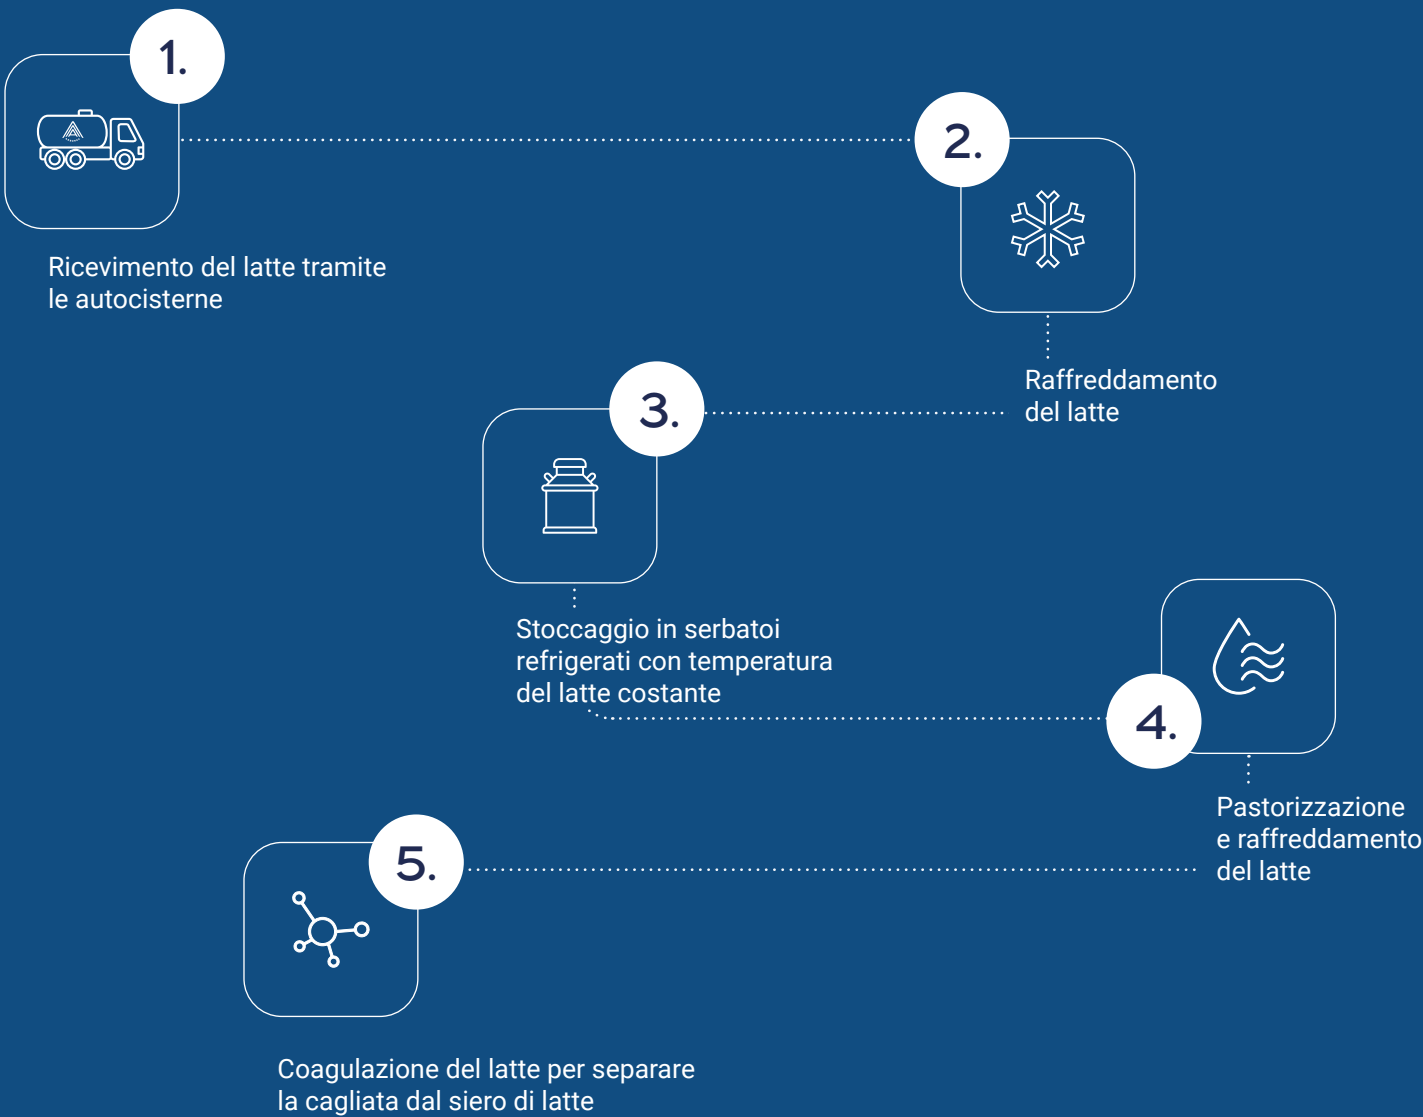 1.
Ricevimento del latte tramite
le autocisterne
2.
Raffreddamento
del latte
3.
Stoccaggio in serbatoi
refrigerati con temperatura
del latte costante
4.
Pastorizzazione
e raffreddamento
del latte
5.
Coagulazione del latte per separare
la cagliata dal siero di latte